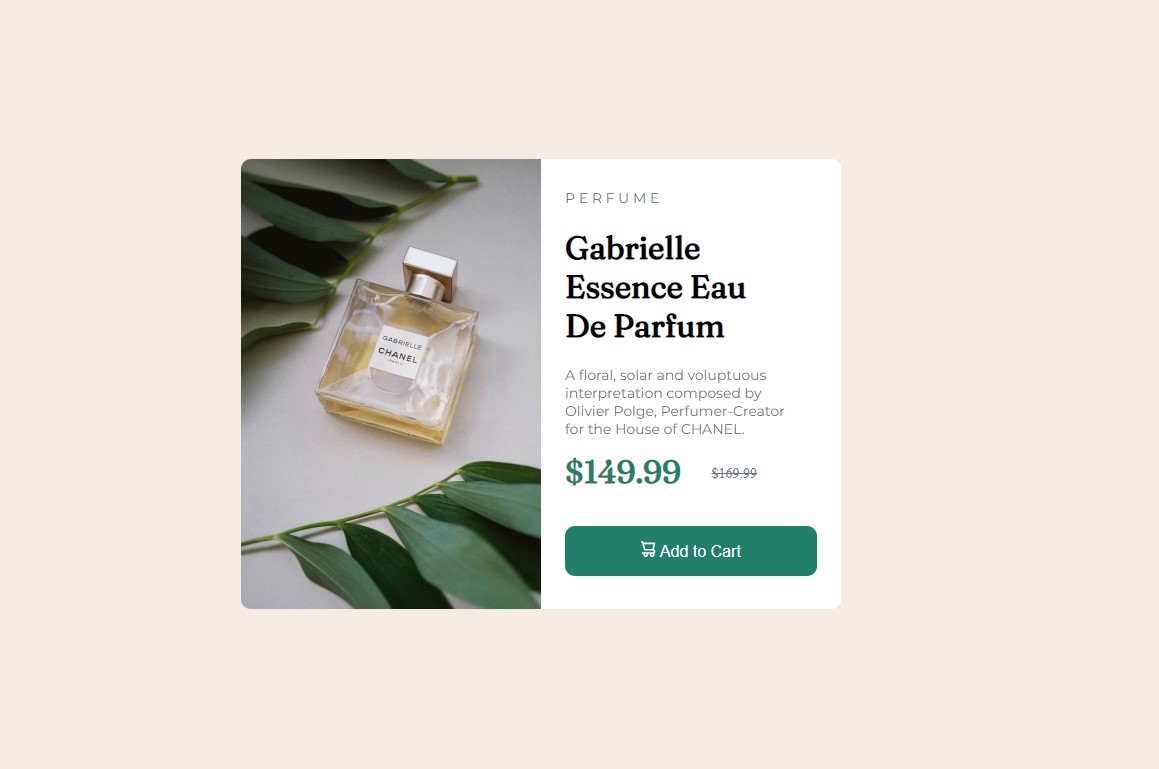 PERFUME
Gabrielle
Essence Eau
De Parfum
A floral, solar and voluptuous
interpretation composed by
Olivier Polge, Perfumer-Creator
for the House of CHANEL.
$149.99 $169.99
Add to Cart
GABRIELLE
CHANEL
PARIS